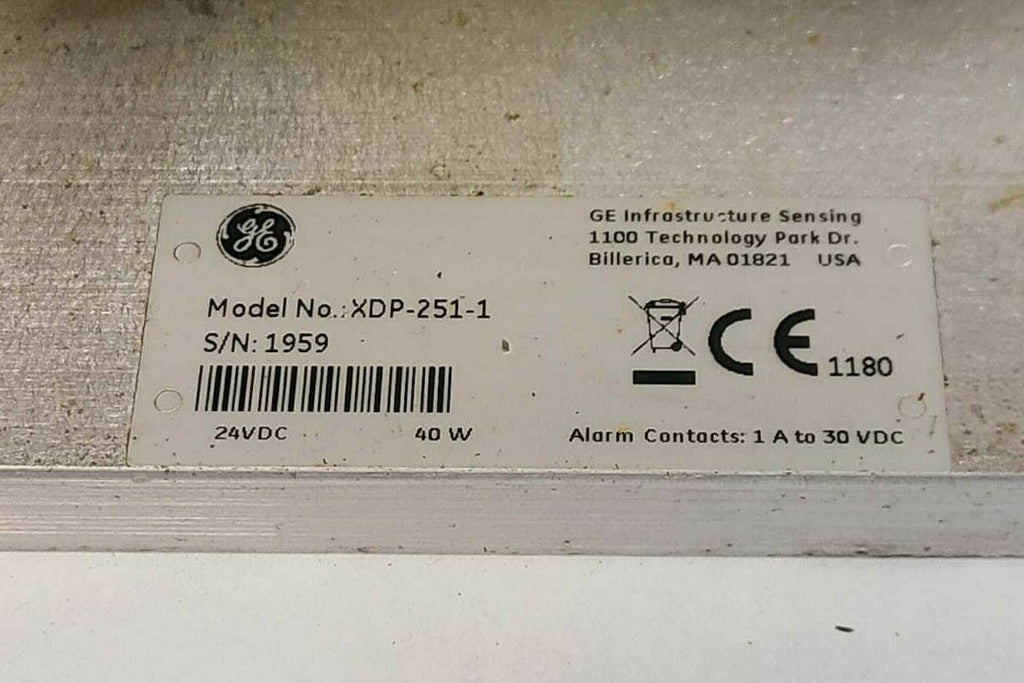 GE
GE Infrastructure Sensing
1100 Technology Park Dr.
Billerica, MA 01821 USA
Model No.: XDP-251-1
S/N: 1959
CE 1180
24VDC 40 W
Alarm Contacts: 1 A to 30 VDC